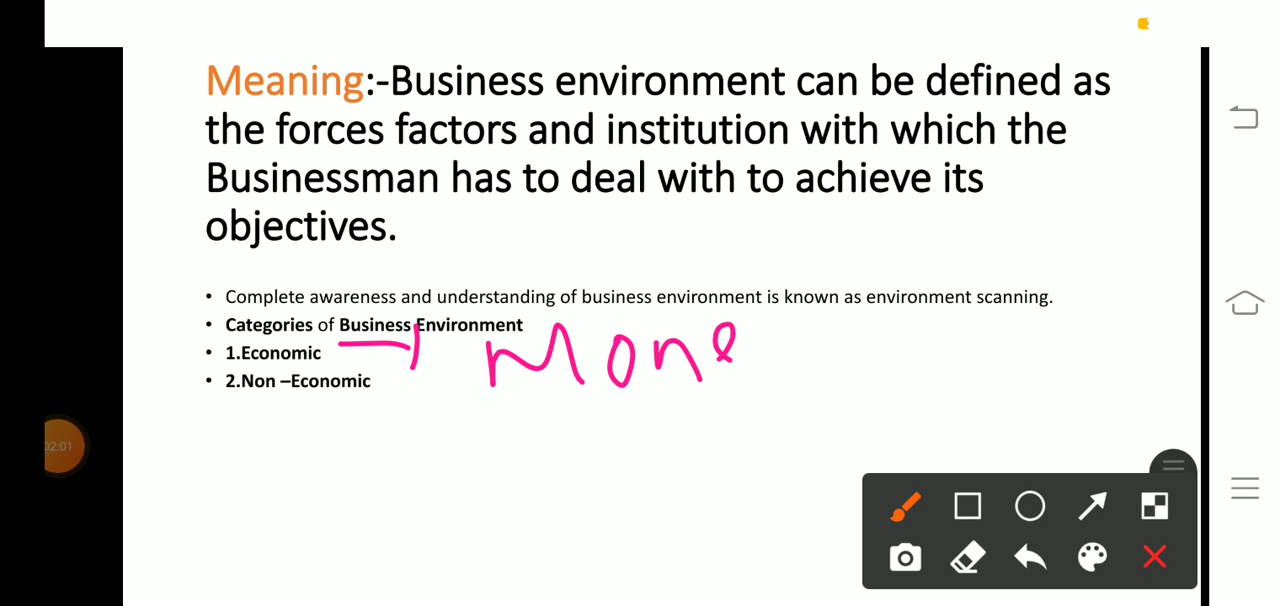 Meaning:-Business environment can be defined as
the forces factors and institution with which the
Businessman has to deal with to achieve its
objectives.
• Complete awareness and understanding of business environment is known as environment scanning.
• Categories of Business Environment
• 1.Economic
Mone
• 2.Non –Economic
02:01